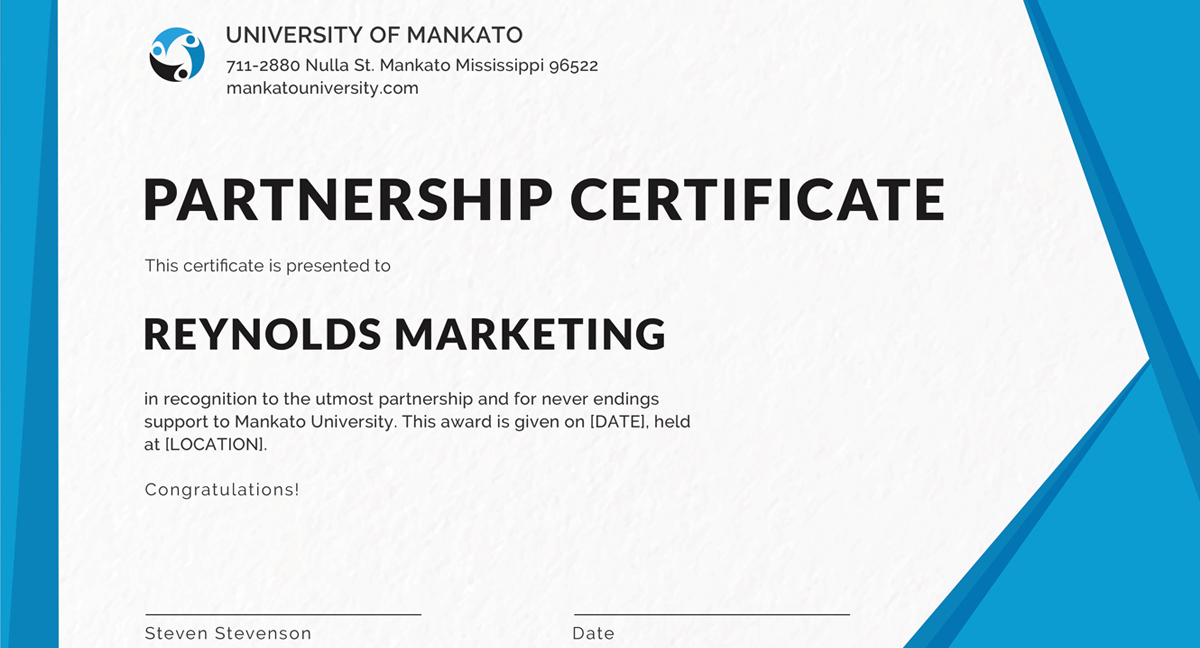 UNIVERSITY OF MANKATO
711-2880 Nulla St. Mankato Mississippi 96522
mankatouniversity.com
PARTNERSHIP CERTIFICATE
This certificate is presented to
REYNOLDS MARKETING
in recognition to the utmost partnership and for never endings
support to Mankato University. This award is given on [DATE], held
at [LOCATION].
Congratulations!
Steven Stevenson
Date